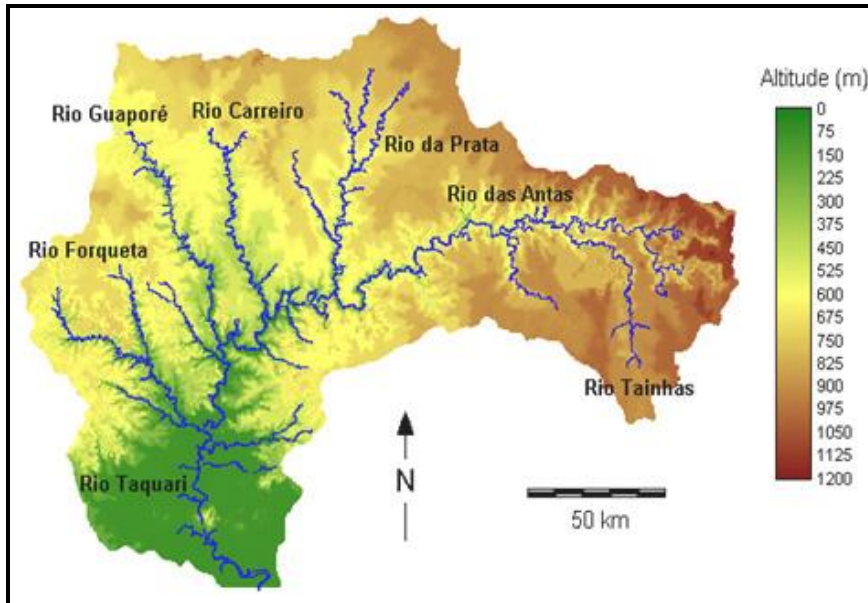 Altitude (m)
Rio Guaporé
Rio Carreiro
Rio da Prata
Rio das Antas
Rio Forqueta
Rio Tainhas
Rio Taquari
N
50 km
0
75
150
225
300
375
450
525
600
675
750
825
900
975
1050
1125
1200